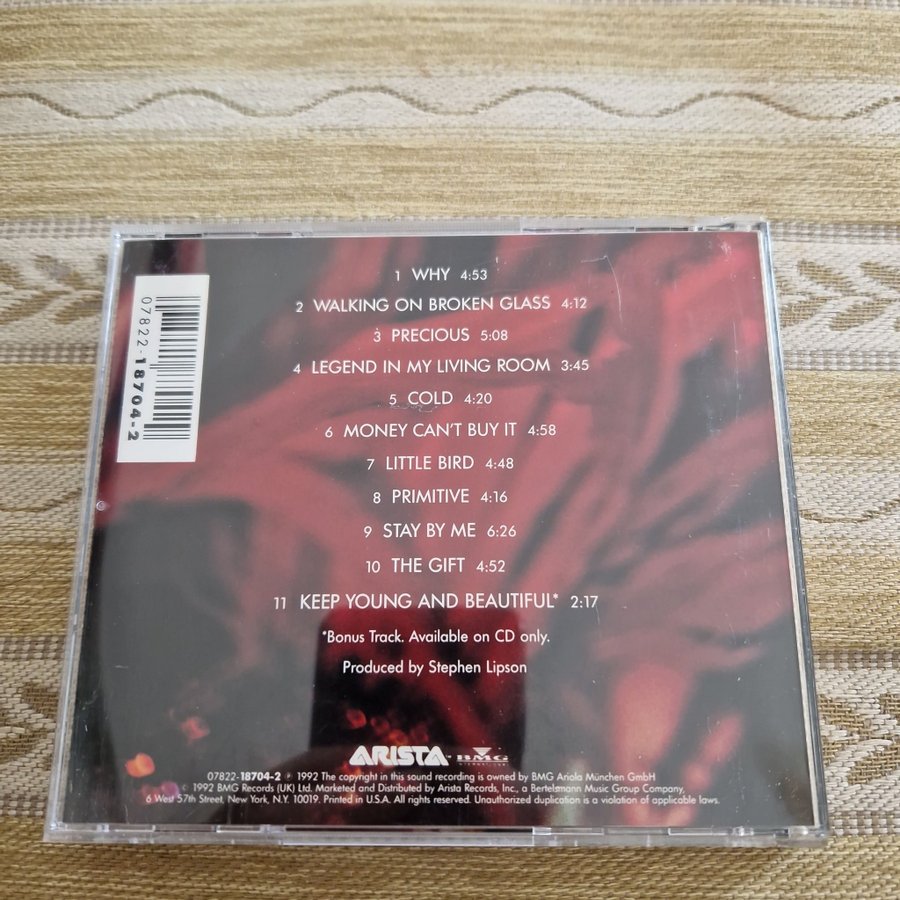 07822-18704-2
1 WHY 4:53
2 WALKING ON BROKEN GLASS 4:12
3 PRECIOUS 5:08
4 LEGEND IN MY LIVING ROOM 3:45
5 COLD 4:20
6 MONEY CAN'T BUY IT 4:58
7 LITTLE BIRD 4:48
8 PRIMITIVE 4:16
9 STAY BY ME 6:26
10 THE GIFT 4:52
11 KEEP YOUNG AND BEAUTIFUL* 2:17
*Bonus Track. Available on CD only.
Produced by Stephen Lipson
ARISTA BMG
07822-18704-2 ℗ 1992 The copyright in this sound recording is owned by BMG Ariola München GmbH
© 1992 BMG Records (UK) Ltd. Marketed and Distributed by Arista Records, Inc., a Bertelsmann Music Group Company,
6 West 57th Street, New York, N.Y. 10019. Printed in U.S.A. All rights reserved. Unauthorized duplication is a violation of applicable laws.